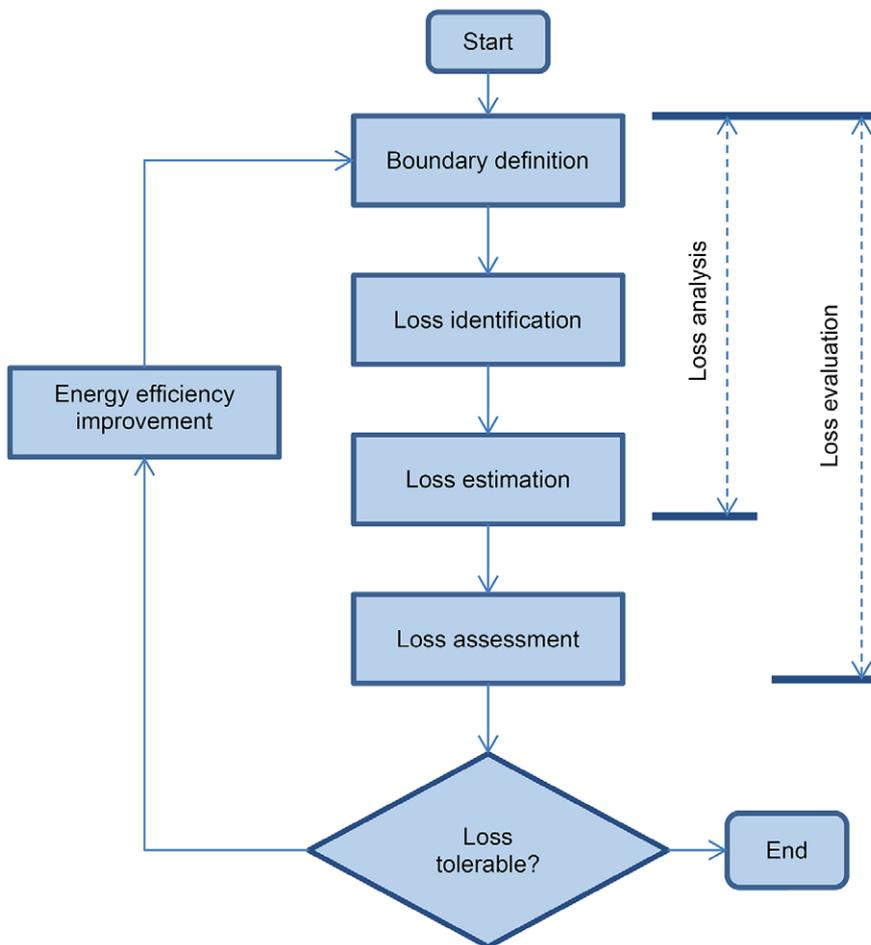 Start
Boundary definition
Loss identification
Loss analysis
Loss evaluation
Energy efficiency
improvement
Loss estimation
Loss assessment
Loss
tolerable?
End